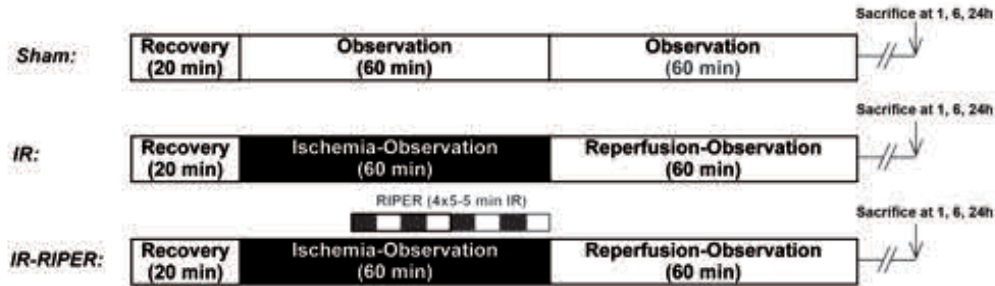 Sacrifice at 1, 6, 24h
Sham:
Recovery
(20 min)
Observation
(60 min)
Observation
(60 min)
Sacrifice at 1, 6, 24h
IR:
Recovery
(20 min)
Ischemia-Observation
(60 min)
Reperfusion-Observation
(60 min)
RIPER (4x5-5 min IR)
Sacrifice at 1, 6, 24h
IR-RIPER:
Recovery
(20 min)
Ischemia-Observation
(60 min)
Reperfusion-Observation
(60 min)